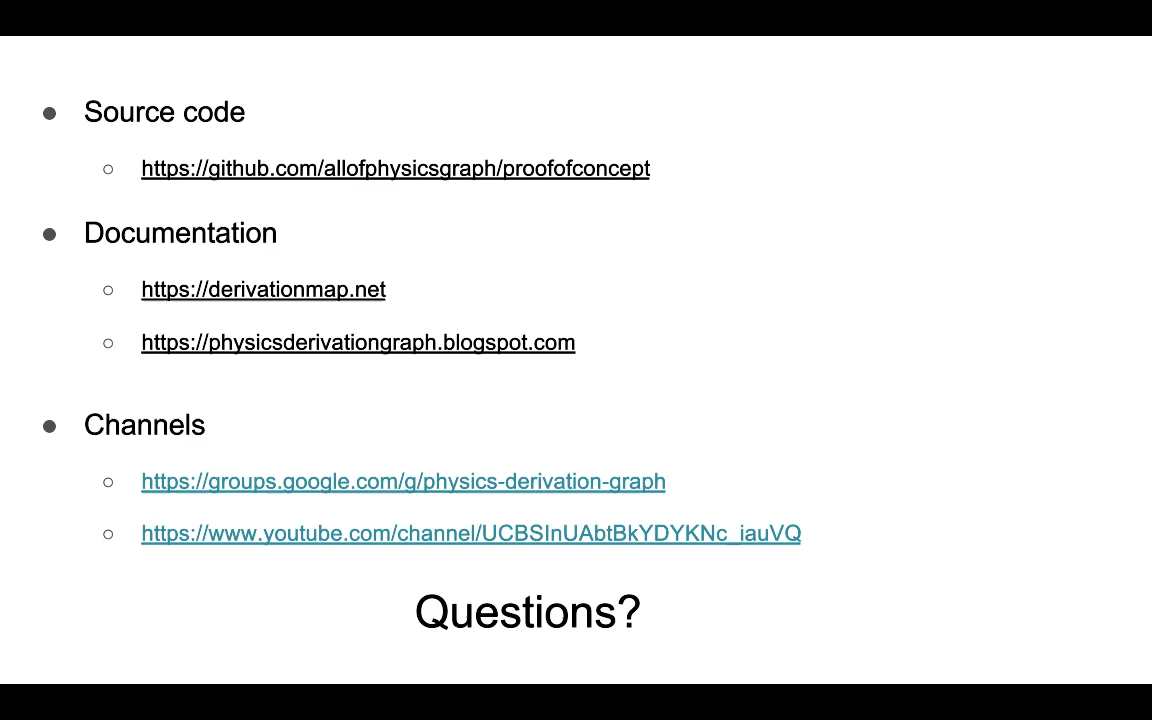 ● Source code
○ https://github.com/allofphysicsgraph/proofofconcept
● Documentation
○ https://derivationmap.net
○ https://physicsderivationgraph.blogspot.com
● Channels
○ https://groups.google.com/g/physics-derivation-graph
○ https://www.youtube.com/channel/UCBSInUAbtBkYDYKNc_iauVQ
Questions?